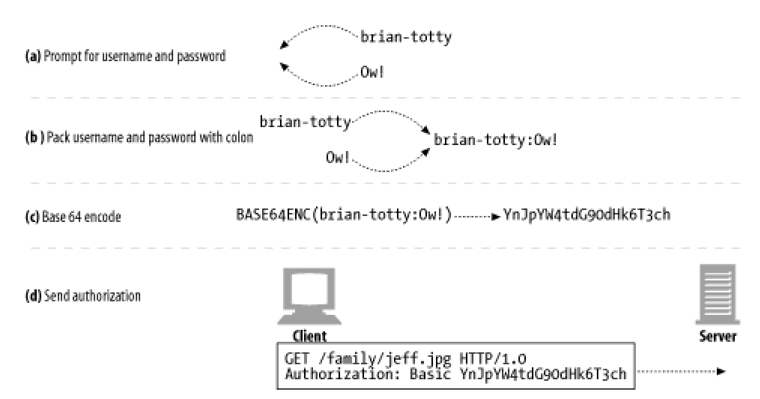 brian-totty
(a) Prompt for username and password
Ow!
brian-totty
(b ) Pack username and password with colon
brian-totty:Ow!
Ow!
(c) Base 64 encode
BASE64ENC(brian-totty:Ow!)
YnJpYW4tdG90dHk6T3ch
(d) Send authorization
Client
Server
GET /family/jeff.jpg HTTP/1.0
Authorization: Basic YnJpYW4tdG90dHk6T3ch